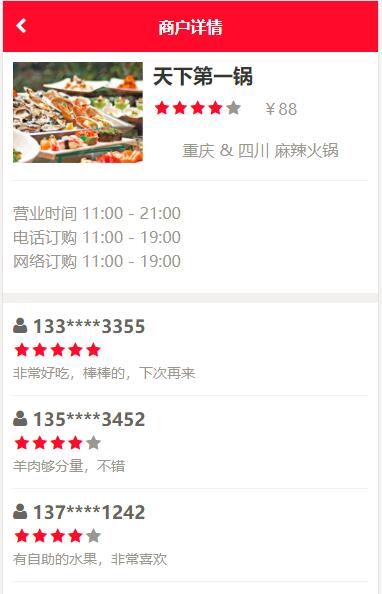 商户详情
天下第一锅
￥88
重庆 & 四川 麻辣火锅
营业时间 11:00 - 21:00
电话订购 11:00 - 19:00
网络订购 11:00 - 19:00
133****3355
非常好吃，棒棒的，下次再来
135****3452
羊肉够分量，不错
137****1242
有自助的水果，非常喜欢